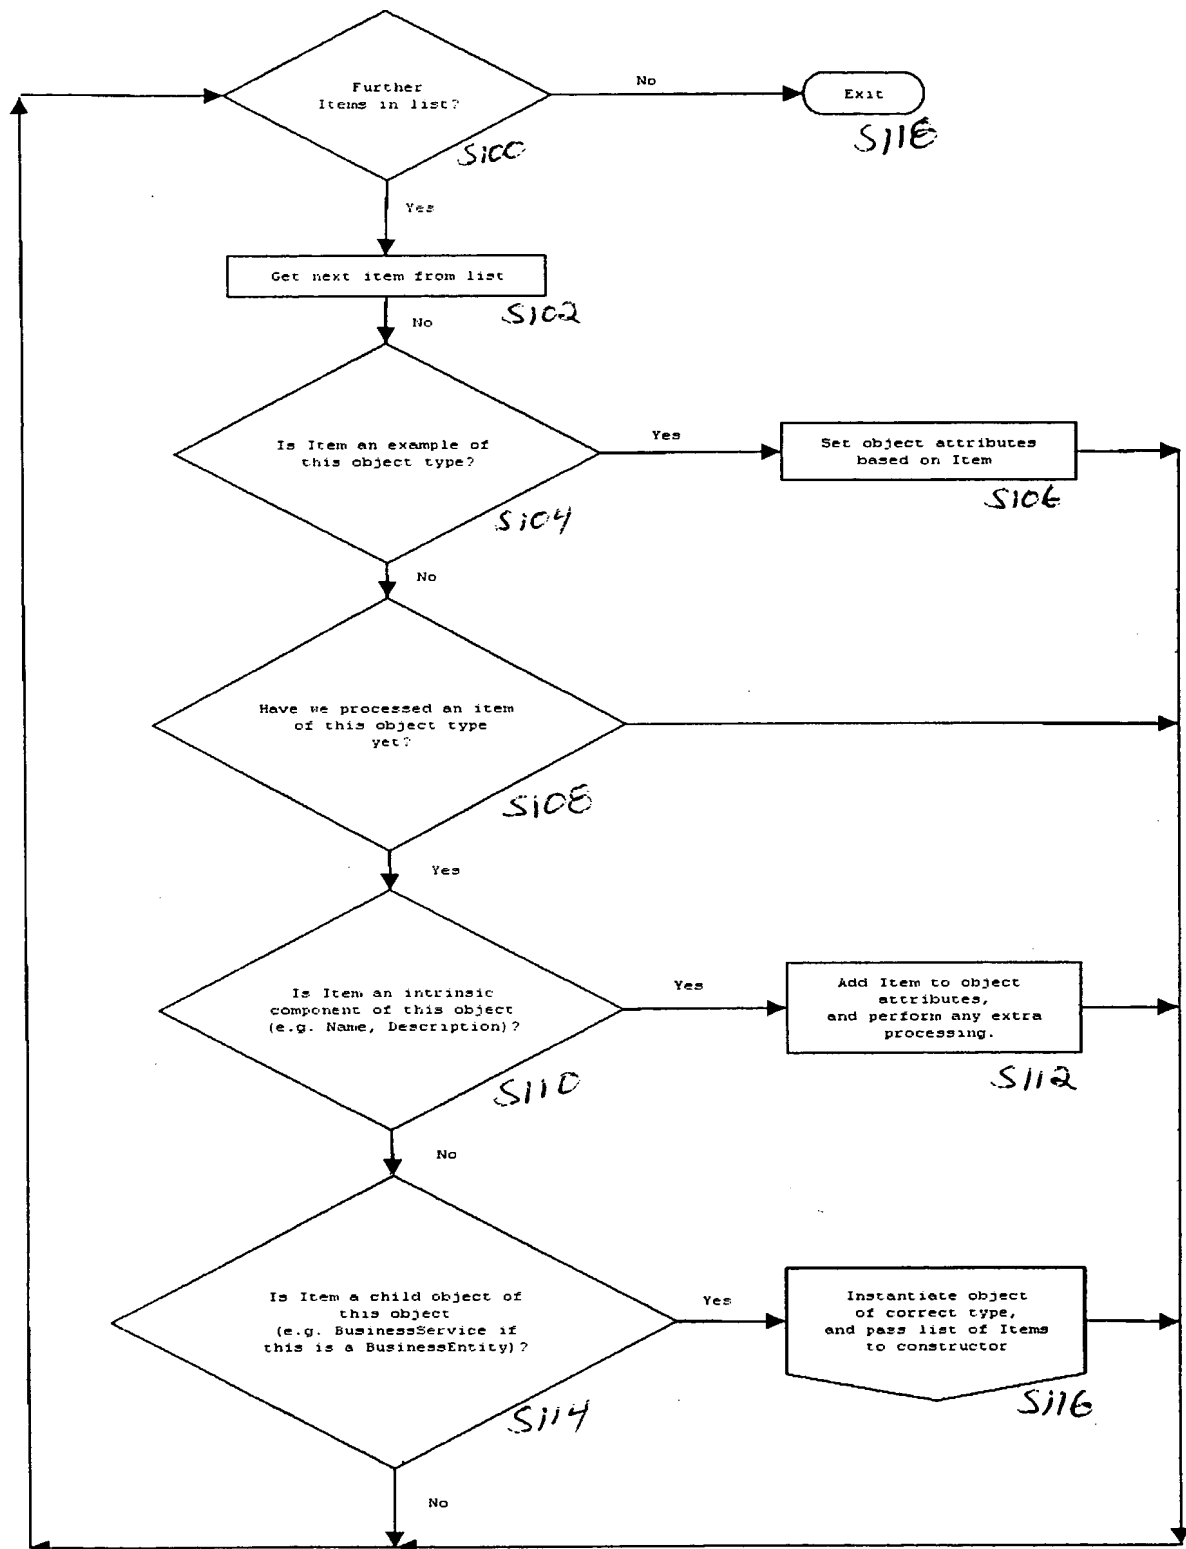 Further
Items in list?
No
Exit
S118
S100
Yes
Get next item from list
S102
No
Is Item an example of
this object type?
Yes
Set object attributes
based on Item
S106
S104
No
Have we processed an item
of this object type
yet?
S108
Yes
Is Item an intrinsic
component of this object
(e.g. Name, Description)?
Yes
Add Item to object
attributes,
and perform any extra
processing.
S112
S110
No
Is Item a child object of
this object
(e.g. BusinessService if
this is a BusinessEntity)?
Yes
Instantiate object
of correct type,
and pass list of Items
to constructor
S116
S114
No